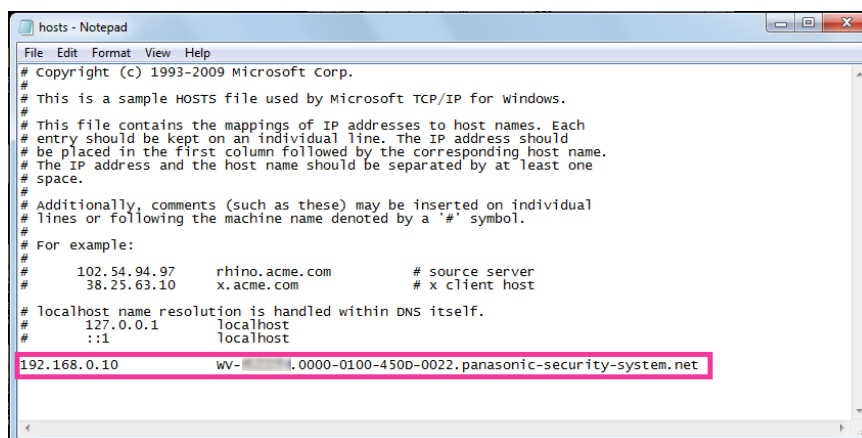 hosts - Notepad
File Edit Format View Help
# Copyright (c) 1993-2009 Microsoft Corp.
#
# This is a sample HOSTS file used by Microsoft TCP/IP for Windows.
#
# This file contains the mappings of IP addresses to host names. Each
# entry should be kept on an individual line. The IP address should
# be placed in the first column followed by the corresponding host name.
# The IP address and the host name should be separated by at least one
# space.
#
# Additionally, comments (such as these) may be inserted on individual
# lines or following the machine name denoted by a '#' symbol.
#
# For example:
#
# 102.54.94.97 rhino.acme.com # source server
# 38.25.63.10 x.acme.com # x client host
# localhost name resolution is handled within DNS itself.
# 127.0.0.1 localhost
# ::1 localhost
192.168.0.10 WV- .0000-0100-450D-0022.panasonic-security-system.net